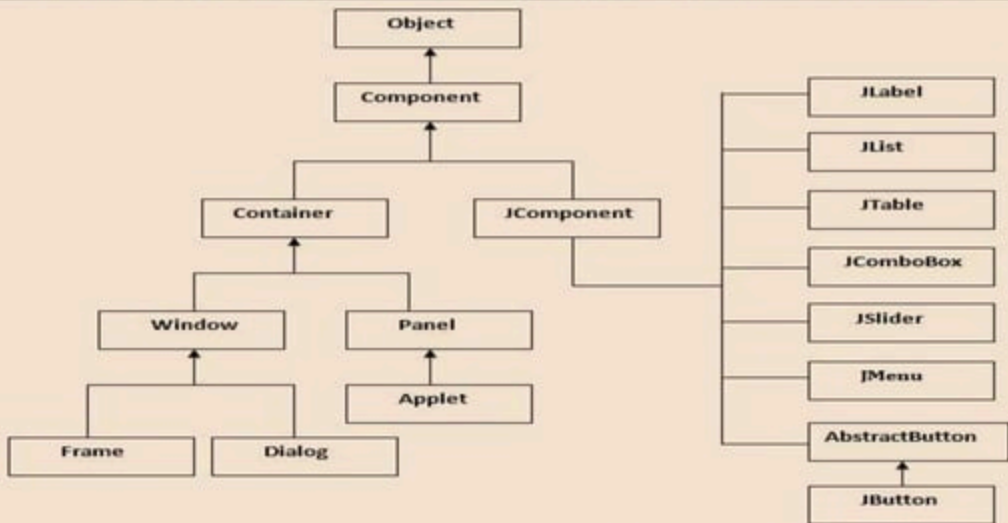 Object
Component
Container
JComponent
Window
Panel
Applet
Frame
Dialog
JLabel
JList
JTable
JComboBox
JSlider
JMenu
AbstractButton
JButton